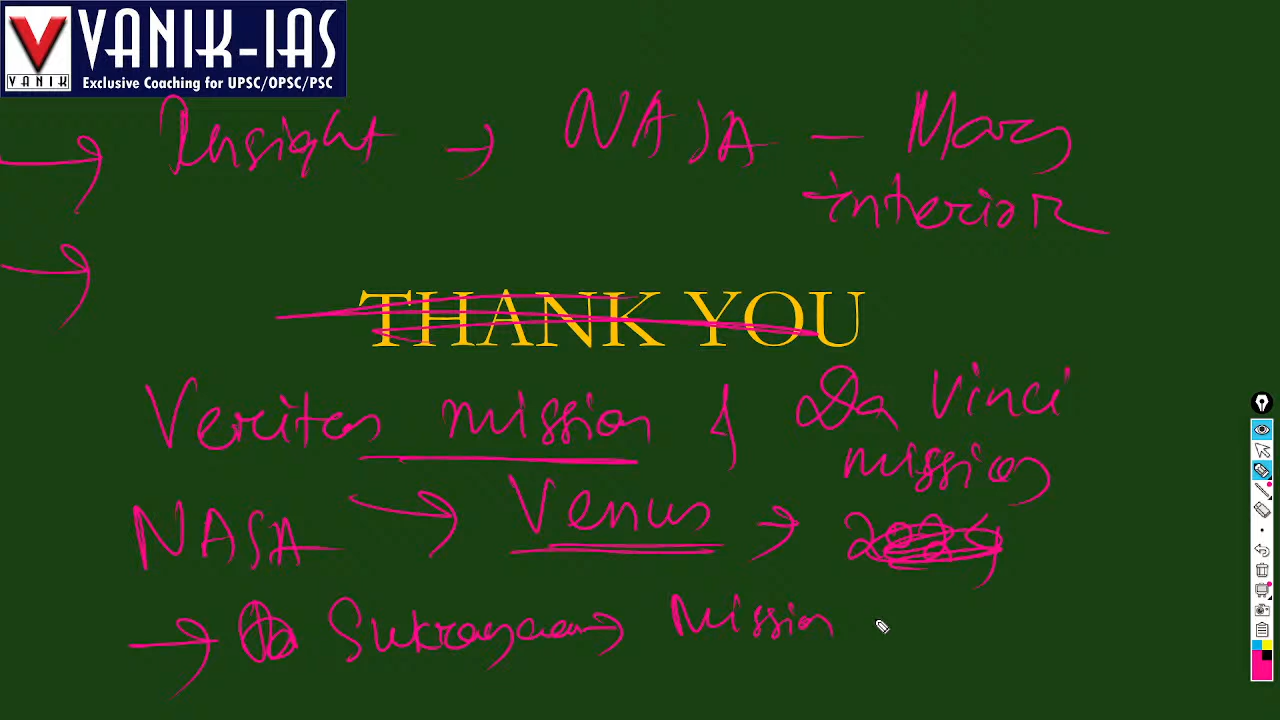 VANIK-IAS
VANIK
Exclusive Coaching for UPSC/OPSC/PSC
Insight → NASA – Mars
interior
THANK YOU
Veritas mission & Da Vinci
mission
NASA → Venus → 2024
→ Sukrayaan → Mission